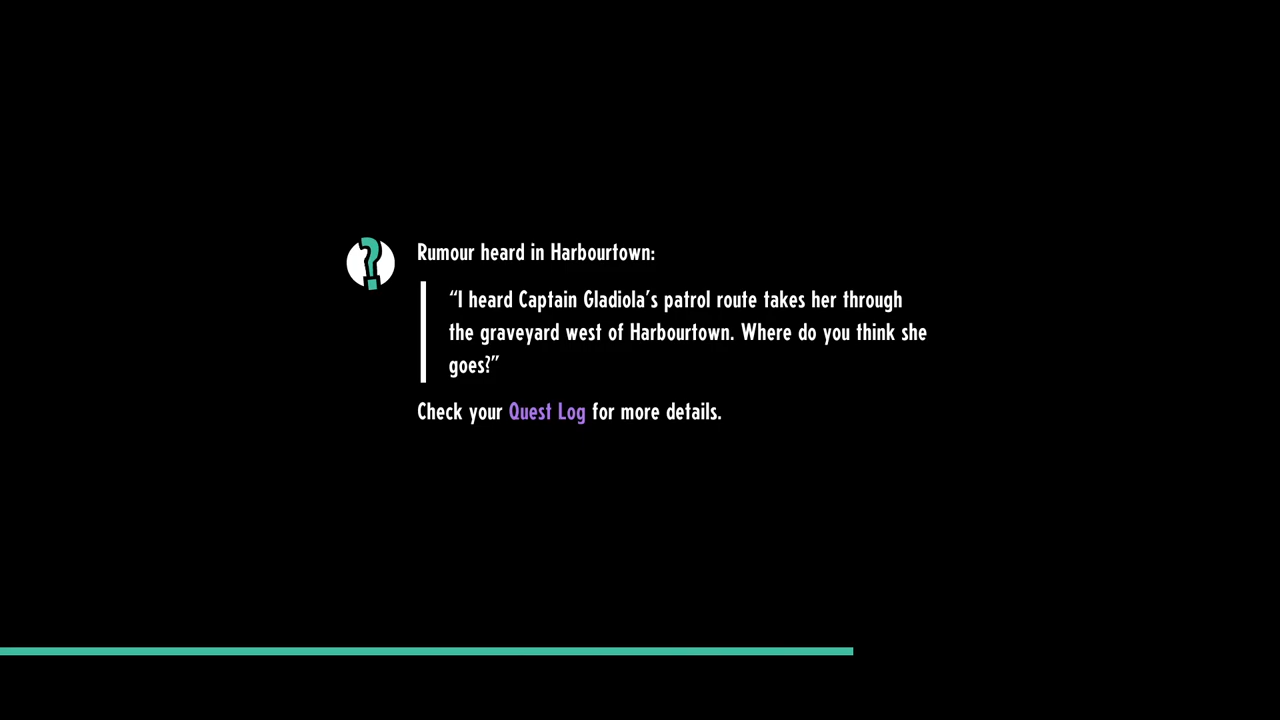 Rumour heard in Harbourtown:
“I heard Captain Gladiola’s patrol route takes her through
the graveyard west of Harbourtown. Where do you think she
goes?”
Check your Quest Log for more details.